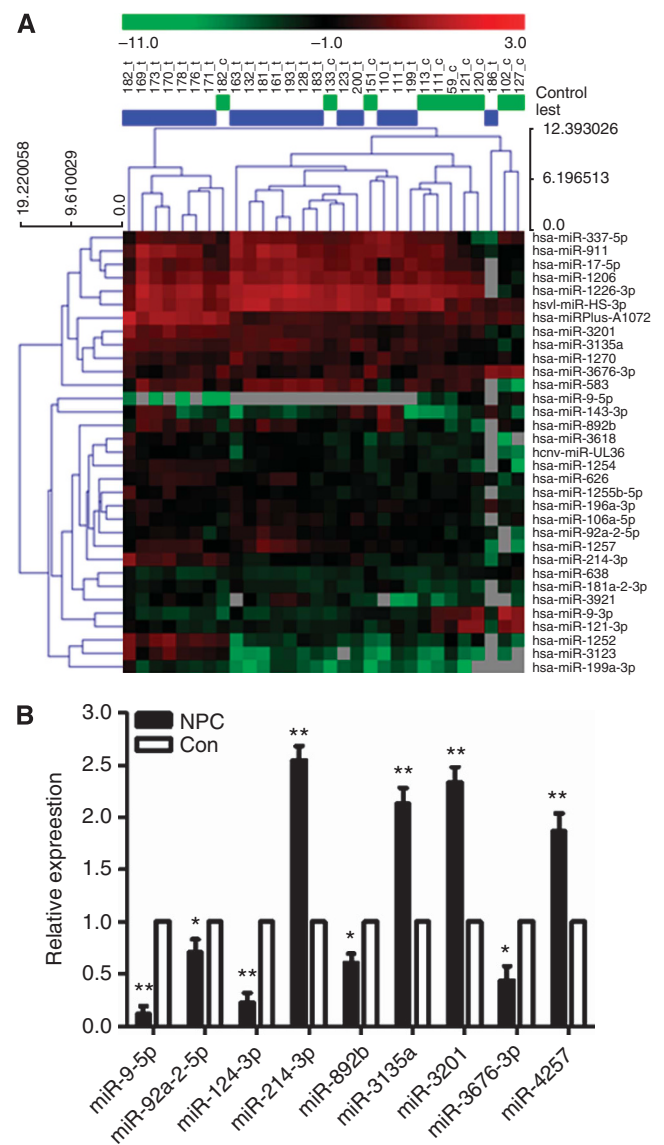 A
−11.0 −1.0 3.0
182_t 169_t 173_t 170_t 178_t 176_t 171_t 182_c 163_t 132_t 181_t 161_t 193_t 128_t 183_t 133_c 123_t 200_t 151_c 110_t 111_t 199_t 113_c 111_c 59_c 121_c 120_c 86_t 02_c 127_c
Control
lest
12.393026
6.196513
0.0
19.220058
9.610029
0.0
hsa-miR-337-5p
hsa-miR-911
hsa-miR-17-5p
hsa-miR-1206
hsa-miR-1226-3p
hsvl-miR-HS-3p
hsa-miRPlus-A1072
hsa-miR-3201
hsa-miR-3135a
hsa-miR-1270
hsa-miR-3676-3p
hsa-miR-583
hsa-miR-9-5p
hsa-miR-143-3p
hsa-miR-892b
hsa-miR-3618
hcnv-miR-UL36
hsa-miR-1254
hsa-miR-626
hsa-miR-1255b-5p
hsa-miR-196a-3p
hsa-miR-106a-5p
hsa-miR-92a-2-5p
hsa-miR-1257
hsa-miR-214-3p
hsa-miR-638
hsa-miR-181a-2-3p
hsa-miR-3921
hsa-miR-9-3p
hsa-miR-121-3p
hsa-miR-1252
hsa-miR-3123
hsa-miR-199a-3p
B
NPC
Con
Relative expreestion
3.0
2.5
2.0
1.5
1.0
0.5
0.0
** * ** ** * ** ** * **
miR-9-5p
miR-92a-2-5p
miR-124-3p
miR-214-3p
miR-892b
miR-3135a
miR-3201
miR-3676-3p
miR-4257